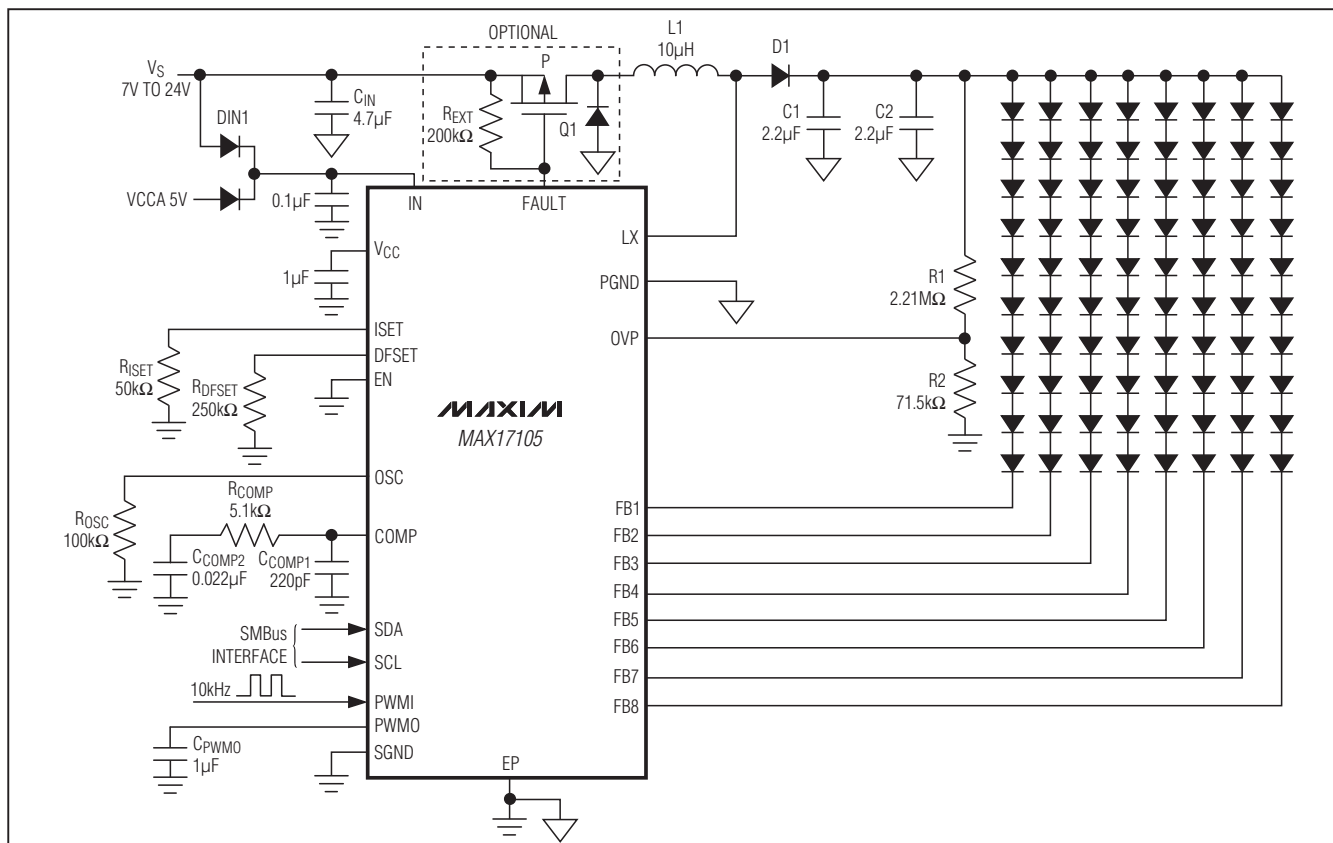 OPTIONAL
VS
7V TO 24V
CIN
4.7µF
P
REXT
200kΩ
Q1
L1
10µH
D1
C1
2.2µF
C2
2.2µF
DIN1
VCCA 5V
0.1µF
IN
FAULT
VCC
1µF
LX
PGND
R1
2.21MΩ
OVP
R2
71.5kΩ
ISET
DFSET
EN
RISET
50kΩ
RDFSET
250kΩ
MAXIM
MAX17105
OSC
ROSC
100kΩ
RCOMP
5.1kΩ
COMP
CCOMP2
0.022µF
CCOMP1
220pF
FB1
FB2
FB3
FB4
FB5
FB6
FB7
FB8
SMBus
INTERFACE
SDA
SCL
10kHz
PWMI
PWMO
SGND
CPWMO
1µF
EP